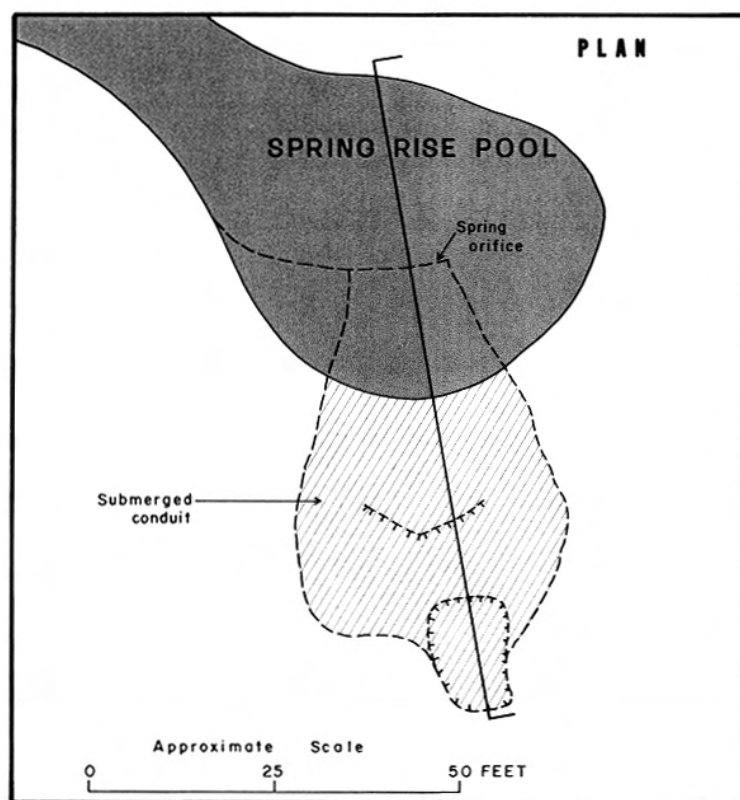 PLAN
SPRING RISE POOL
Spring
orifice
Submerged
conduit
Approximate Scale
0 25 50 FEET